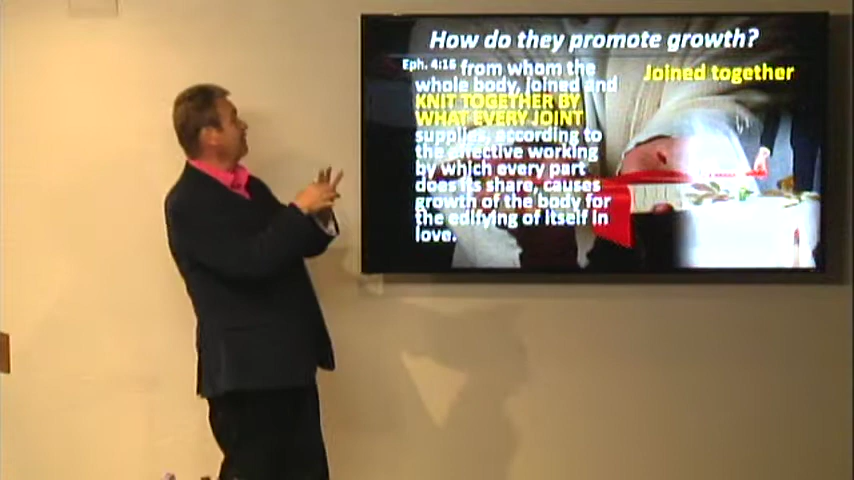 How do they promote growth?
Eph. 4:16 from whom the
whole body, joined and
KNIT TOGETHER BY
WHAT EVERY JOINT
supplies, according to
the effective working
by which every part
does its share, causes
growth of the body for
the edifying of itself in
love.
Joined together